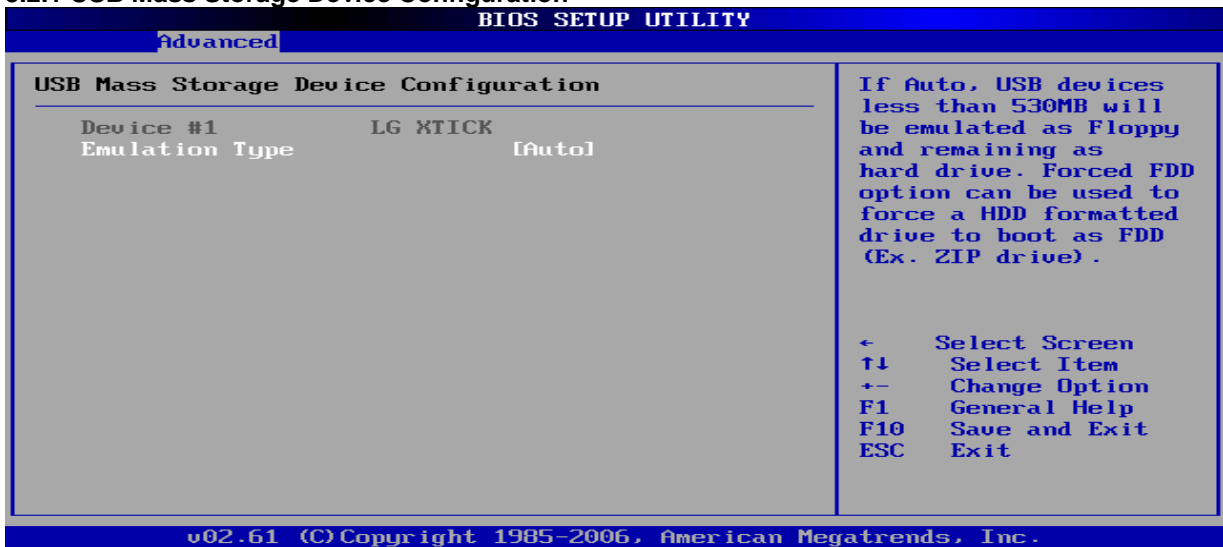 BIOS SETUP UTILITY
Advanced
USB Mass Storage Device Configuration
Device #1 LG XTICK
Emulation Type [Auto]
If Auto, USB devices
less than 530MB will
be emulated as Floppy
and remaining as
hard drive. Forced FDD
option can be used to
force a HDD formatted
drive to boot as FDD
(Ex. ZIP drive).
← Select Screen
↑↓ Select Item
+- Change Option
F1 General Help
F10 Save and Exit
ESC Exit
v02.61 (C)Copyright 1985-2006, American Megatrends, Inc.